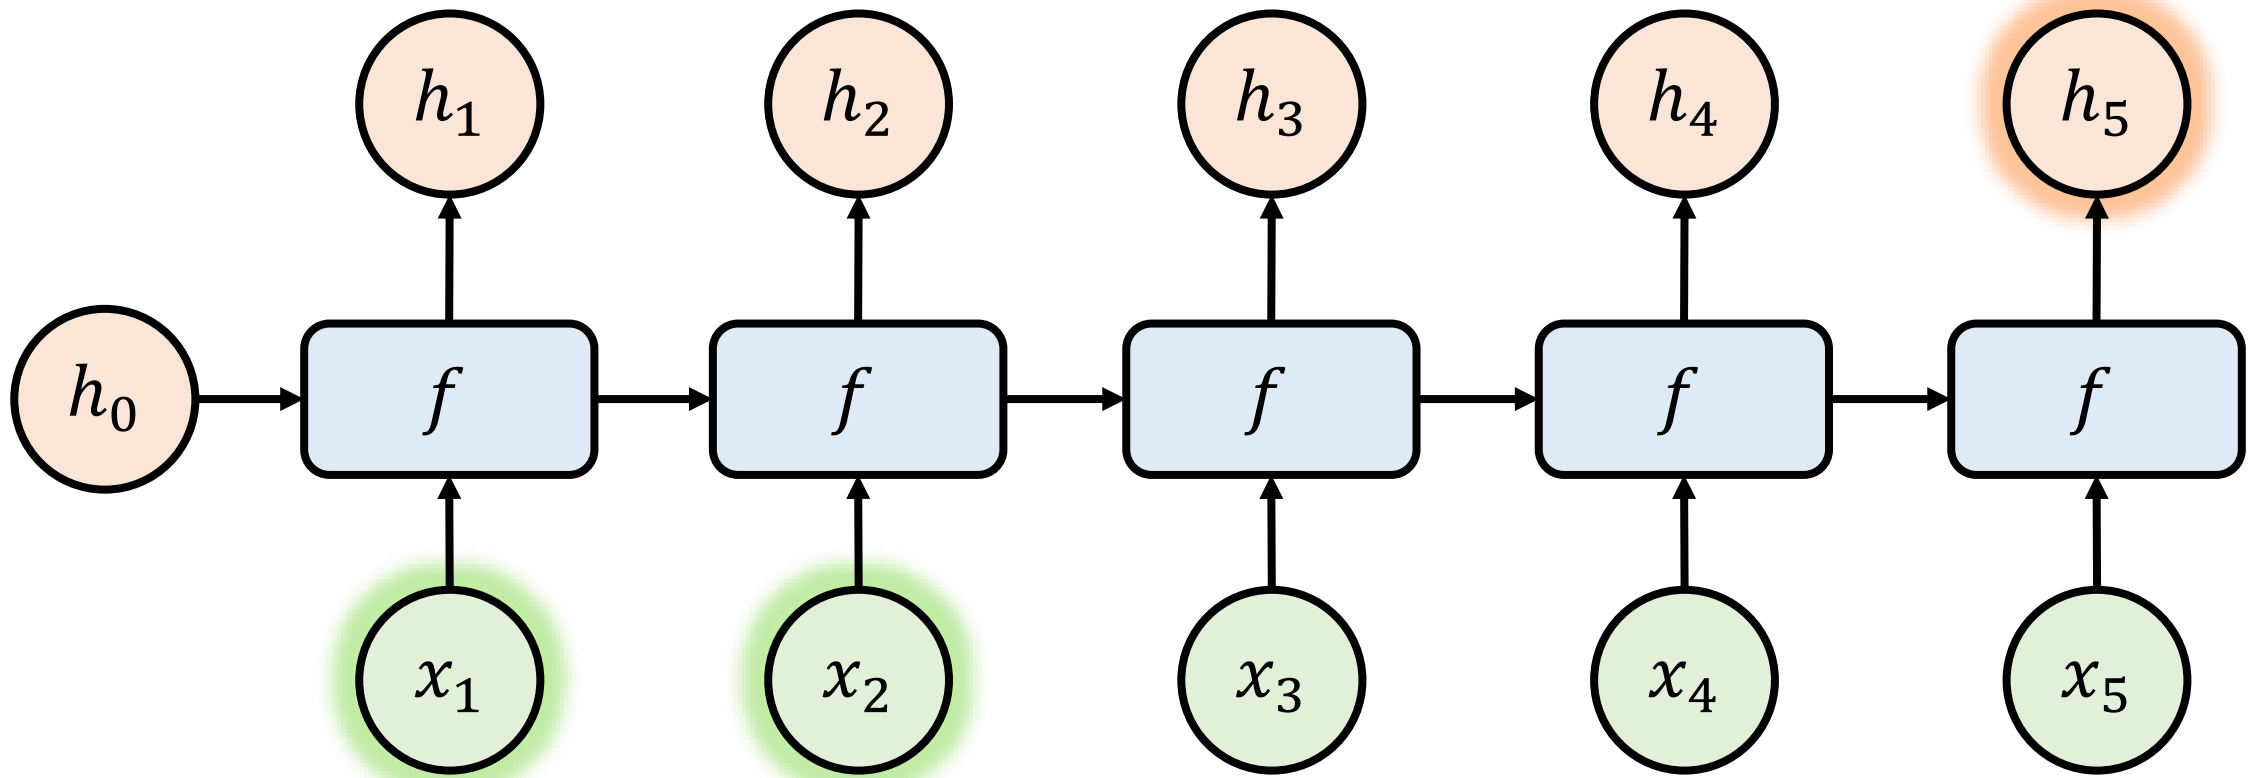 h₁ h₂ h₃ h₄ h₅
h₀ f f f f f
x₁ x₂ x₃ x₄ x₅